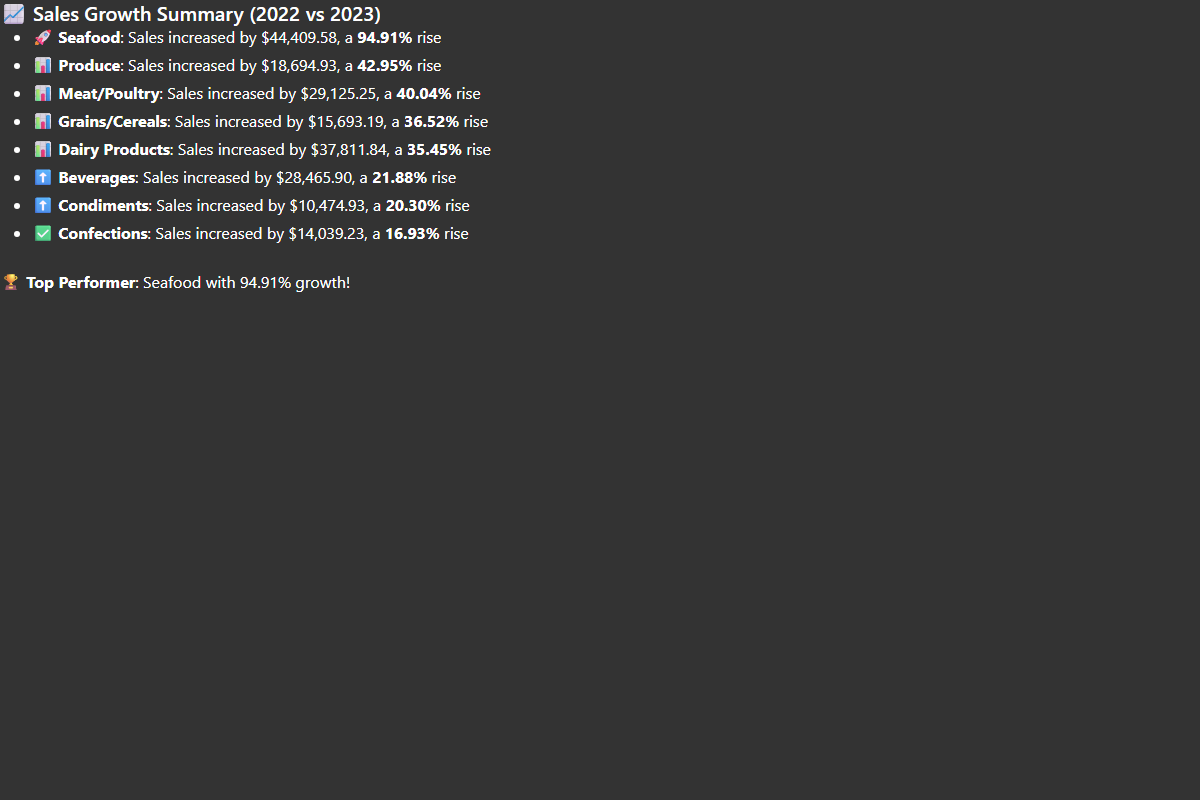 📈 Sales Growth Summary (2022 vs 2023)
• 🚀 Seafood: Sales increased by $44,409.58, a 94.91% rise
• 📊 Produce: Sales increased by $18,694.93, a 42.95% rise
• 📊 Meat/Poultry: Sales increased by $29,125.25, a 40.04% rise
• 📊 Grains/Cereals: Sales increased by $15,693.19, a 36.52% rise
• 📊 Dairy Products: Sales increased by $37,811.84, a 35.45% rise
• ⬆️ Beverages: Sales increased by $28,465.90, a 21.88% rise
• ⬆️ Condiments: Sales increased by $10,474.93, a 20.30% rise
• ✅ Confections: Sales increased by $14,039.23, a 16.93% rise
🏆 Top Performer: Seafood with 94.91% growth!